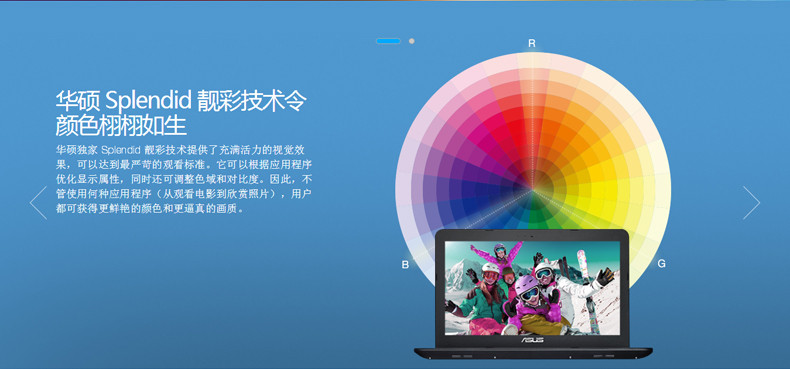 华硕 Splendid 靓彩技术令
颜色栩栩如生
华硕独家 Splendid 靓彩技术提供了充满活力的视觉效
果，可以达到最严苛的观看标准。它可以根据应用程序
优化显示属性，同时还可调整色域和对比度。因此，不
管使用何种应用程序（从观看电影到欣赏照片），用户
都可获得更鲜艳的颜色和更逼真的画质。
R
B
G
ASUS